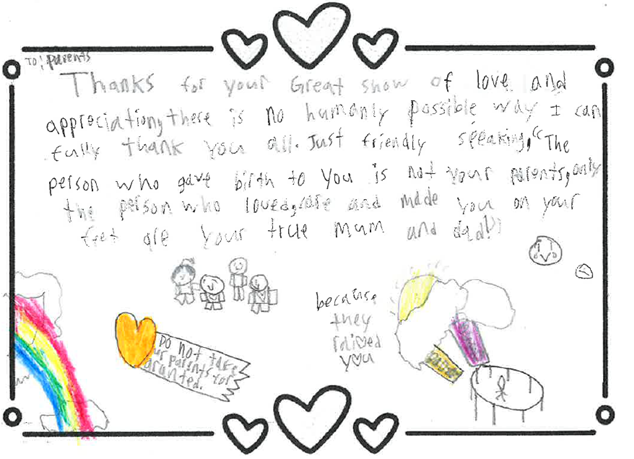 To: parents
Thanks for your Great show of love and
appreciation, there is no humanly possible way I can
fully thank you all. Just friendly speaking, "The
person who gave birth to you is not your parents, only
the person who loved, and made you on your
feet are your true mum and dad!"
because
they
raised
you
Do not take
our parents for
granted.